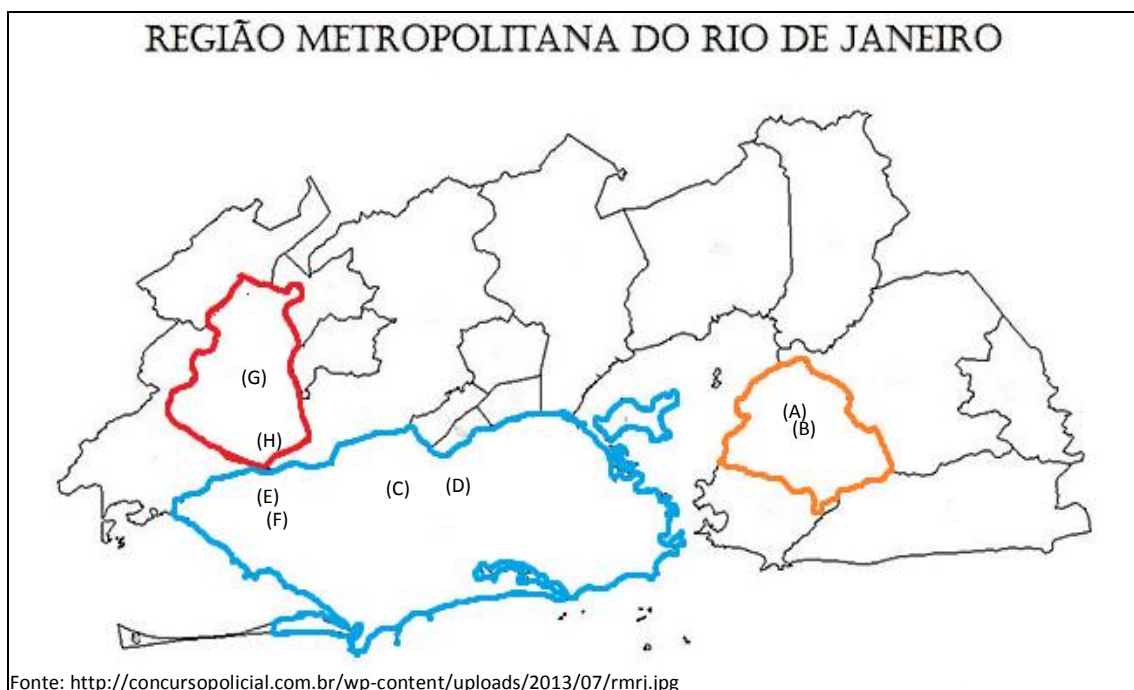 REGIÃO METROPOLITANA DO RIO DE JANEIRO
(G)
(A)
(B)
(H)
(E)
(C)
(D)
(F)
Fonte: http://concursopolicial.com.br/wp-content/uploads/2013/07/rmrj.jpg